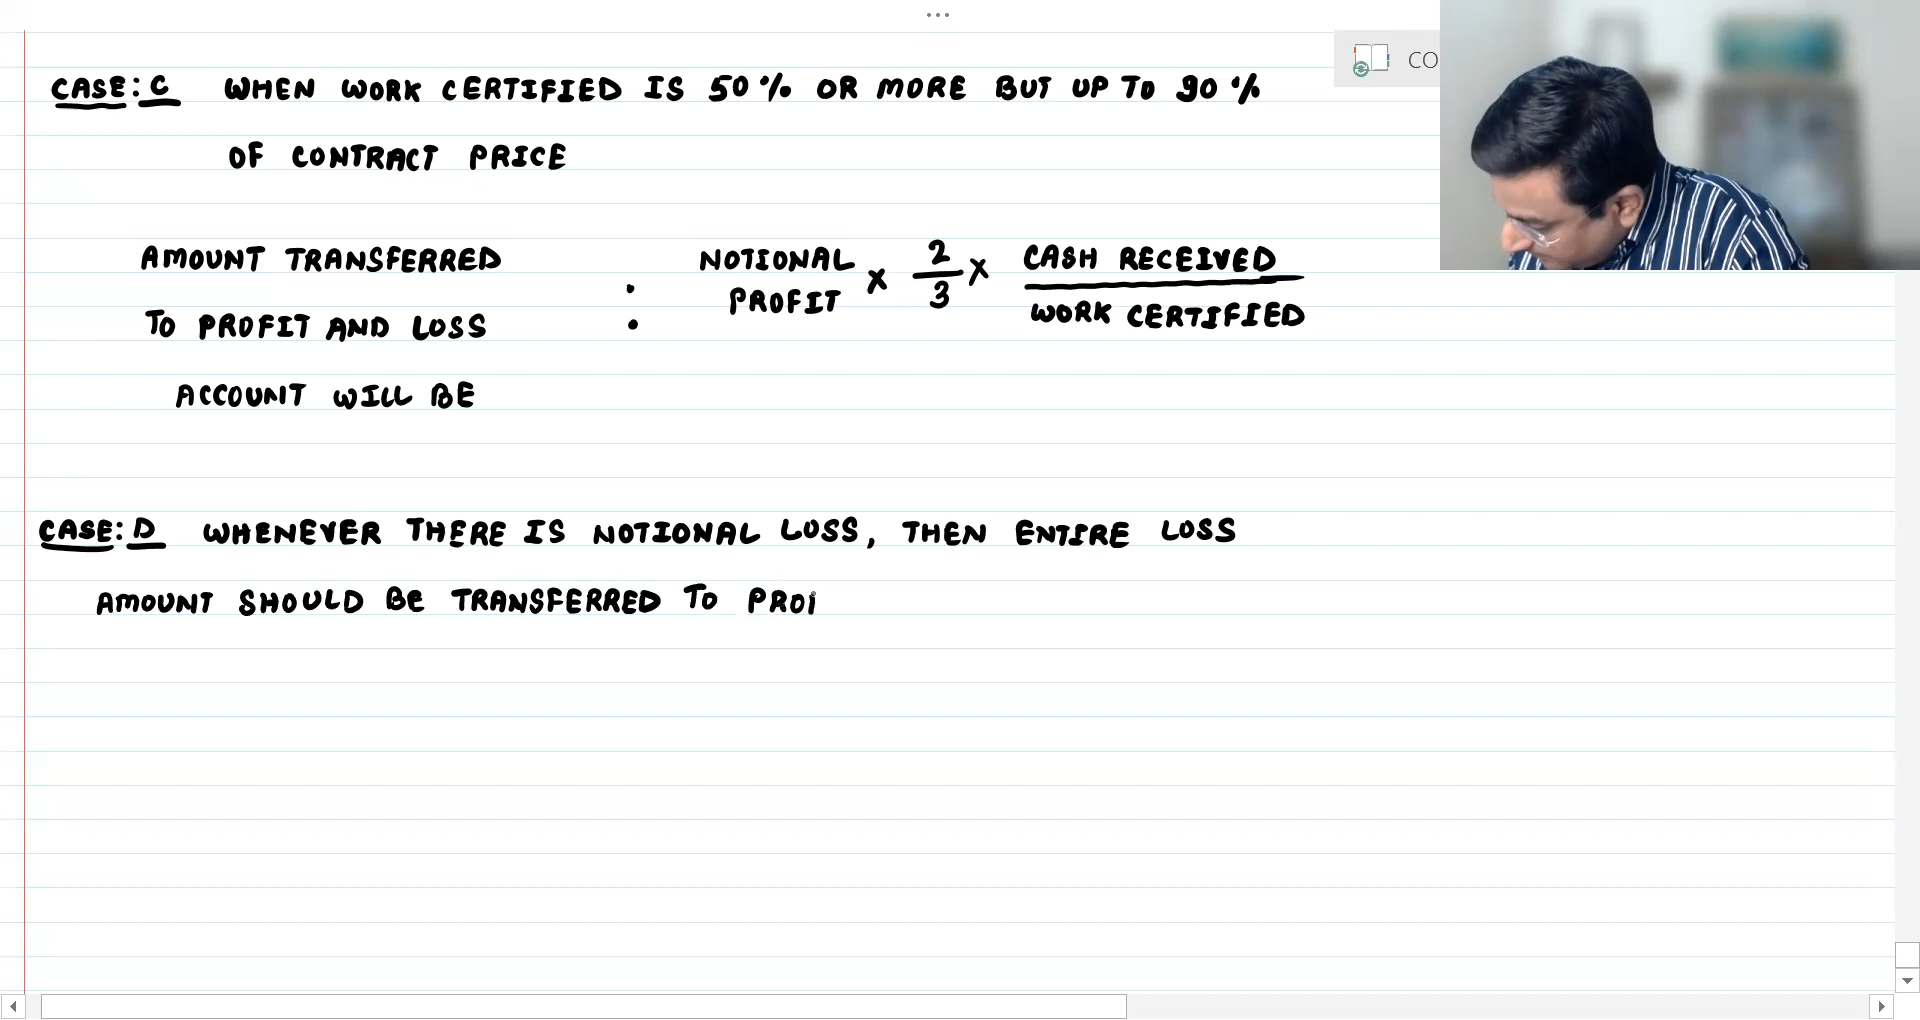 CO
CASE: C WHEN WORK CERTIFIED IS 50% OR MORE BUT UP TO 90%
OF CONTRACT PRICE
AMOUNT TRANSFERRED
TO PROFIT AND LOSS
ACCOUNT WILL BE
:
NOTIONAL PROFIT × 2/3 × CASH RECEIVED / WORK CERTIFIED
CASE: D WHENEVER THERE IS NOTIONAL LOSS, THEN ENTIRE LOSS
AMOUNT SHOULD BE TRANSFERRED TO PROI